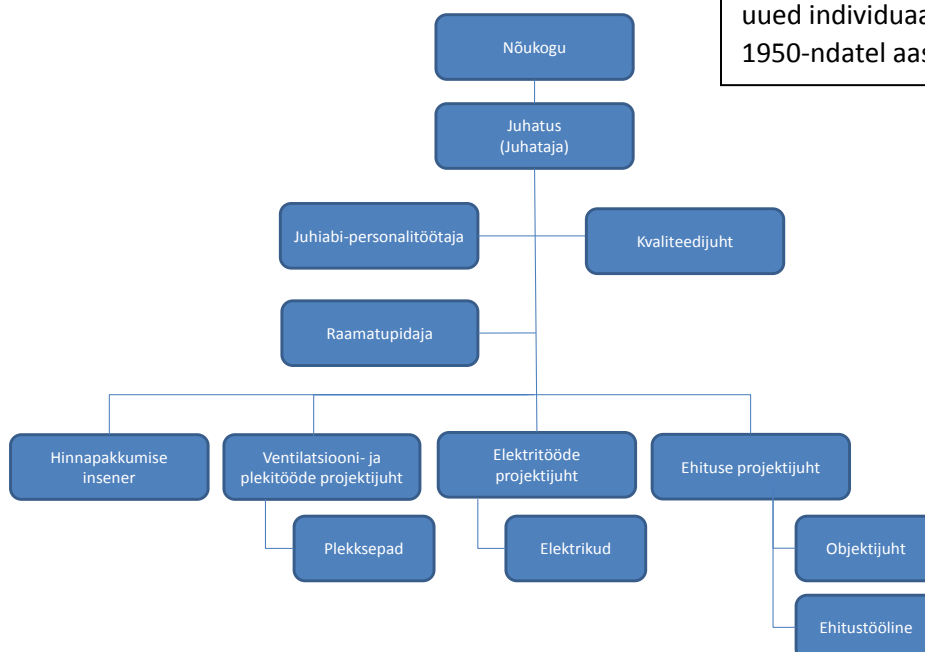 uued individuaa
1950-ndatel aas
Nõukogu
Juhatus
(Juhataja)
Juhiabi-personalitöötaja
Kvaliteedijuht
Raamatupidaja
Hinnapakkumise
insener
Ventilatsiooni- ja
plekitööde projektijuht
Elektritööde
projektijuht
Ehituse projektijuht
Plekksepad
Elektrikud
Objektijuht
Ehitustööline